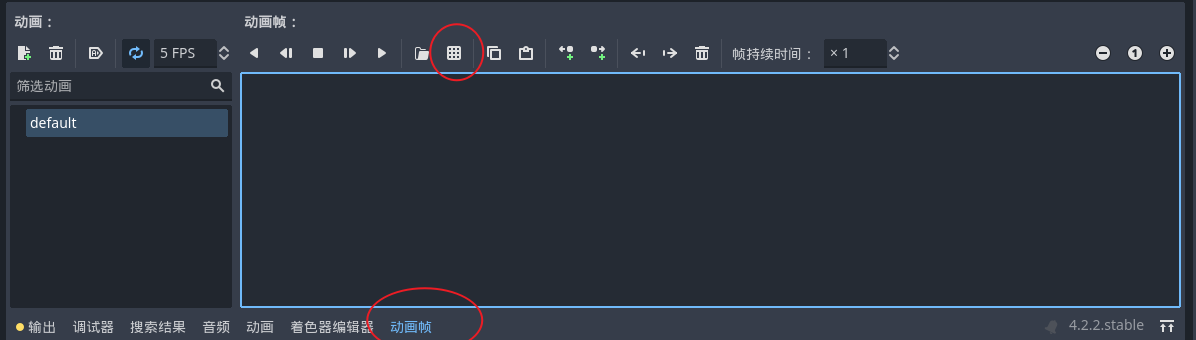 动画： 动画帧：
5 FPS 帧持续时间： × 1 1
筛选动画
default
输出 调试器 搜索结果 音频 动画 着色器编辑器 动画帧 4.2.2.stable